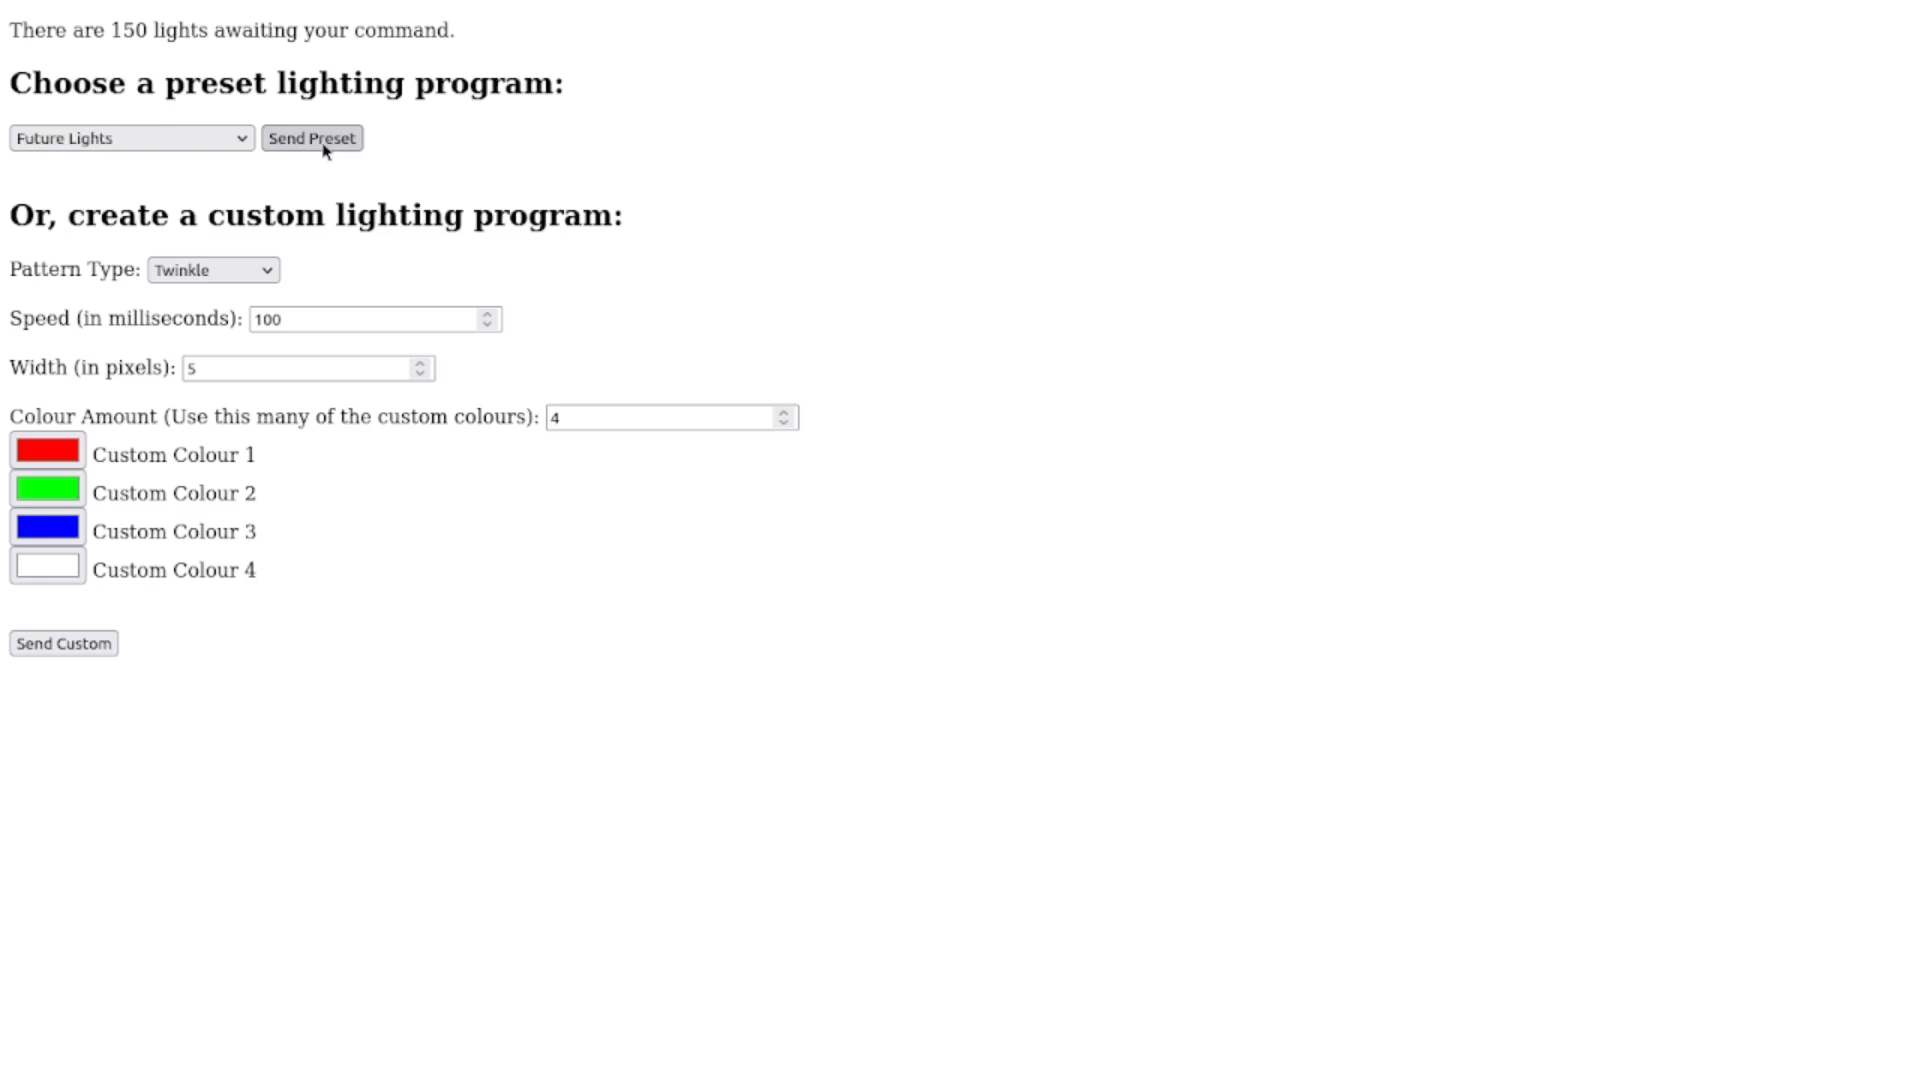 There are 150 lights awaiting your command.
Choose a preset lighting program:
Future Lights Send Preset
Or, create a custom lighting program:
Pattern Type: Twinkle
Speed (in milliseconds): 100
Width (in pixels): 5
Colour Amount (Use this many of the custom colours): 4
Custom Colour 1
Custom Colour 2
Custom Colour 3
Custom Colour 4
Send Custom